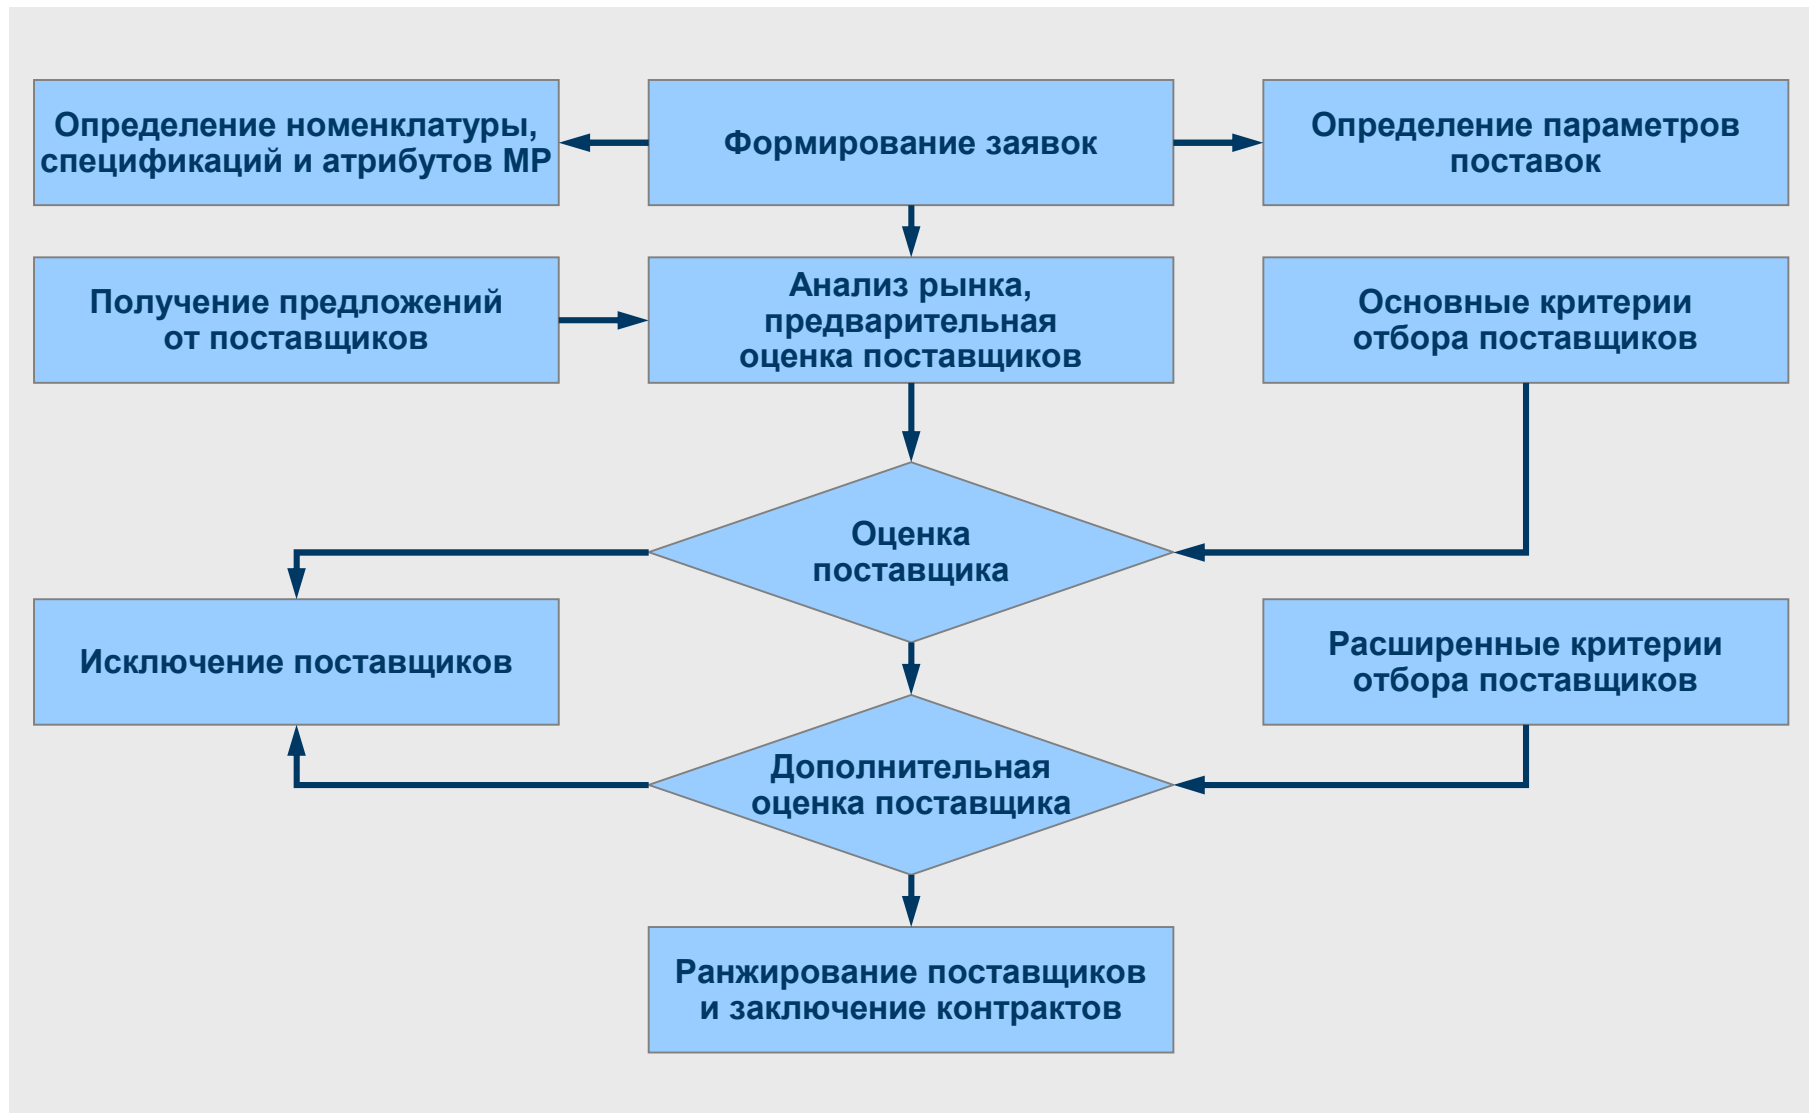 Определение номенклатуры,
спецификаций и атрибутов МР
Формирование заявок
Определение параметров
поставок
Получение предложений
от поставщиков
Анализ рынка,
предварительная
оценка поставщиков
Основные критерии
отбора поставщиков
Оценка
поставщика
Исключение поставщиков
Расширенные критерии
отбора поставщиков
Дополнительная
оценка поставщика
Ранжирование поставщиков
и заключение контрактов